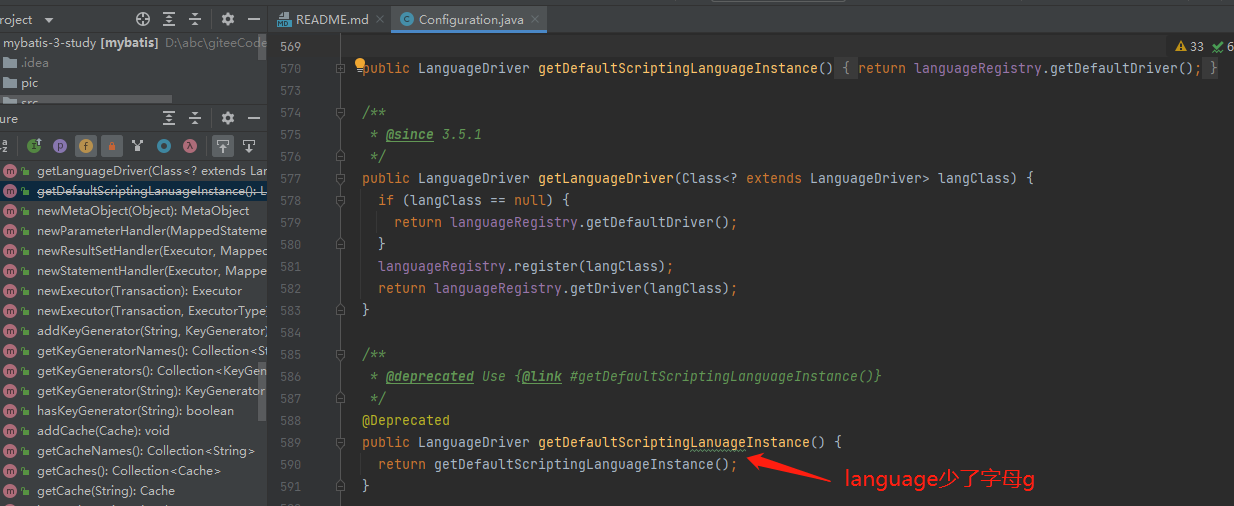 roject
README.md
Configuration.java
mybatis-3-study [mybatis] D:\abc\giteeCode
.idea
pic
src
ure
getLanguageDriver(Class<? extends Lan
getDefaultScriptingLanuageInstance(): L
newMetaObject(Object): MetaObject
newParameterHandler(MappedStateme
newResultSetHandler(Executor, Mapped
newStatementHandler(Executor, Mappe
newExecutor(Transaction): Executor
newExecutor(Transaction, ExecutorType)
addKeyGenerator(String, KeyGenerator)
getKeyGeneratorNames(): Collection<St
getKeyGenerators(): Collection<KeyGen
getKeyGenerator(String): KeyGenerator
hasKeyGenerator(String): boolean
addCache(Cache): void
getCacheNames(): Collection<String>
getCaches(): Collection<Cache>
getCache(String): Cache
33 6
569
570 public LanguageDriver getDefaultScriptingLanguageInstance() { return languageRegistry.getDefaultDriver(); }
573
574 /**
575 * @since 3.5.1
576 */
577 public LanguageDriver getLanguageDriver(Class<? extends LanguageDriver> langClass) {
578 if (langClass == null) {
579 return languageRegistry.getDefaultDriver();
580 }
581 languageRegistry.register(langClass);
582 return languageRegistry.getDriver(langClass);
583 }
584
585 /**
586 * @deprecated Use {@link #getDefaultScriptingLanguageInstance()}
587 */
588 @Deprecated
589 public LanguageDriver getDefaultScriptingLanuageInstance() {
590 return getDefaultScriptingLanguageInstance();
591 }
language少了字母g